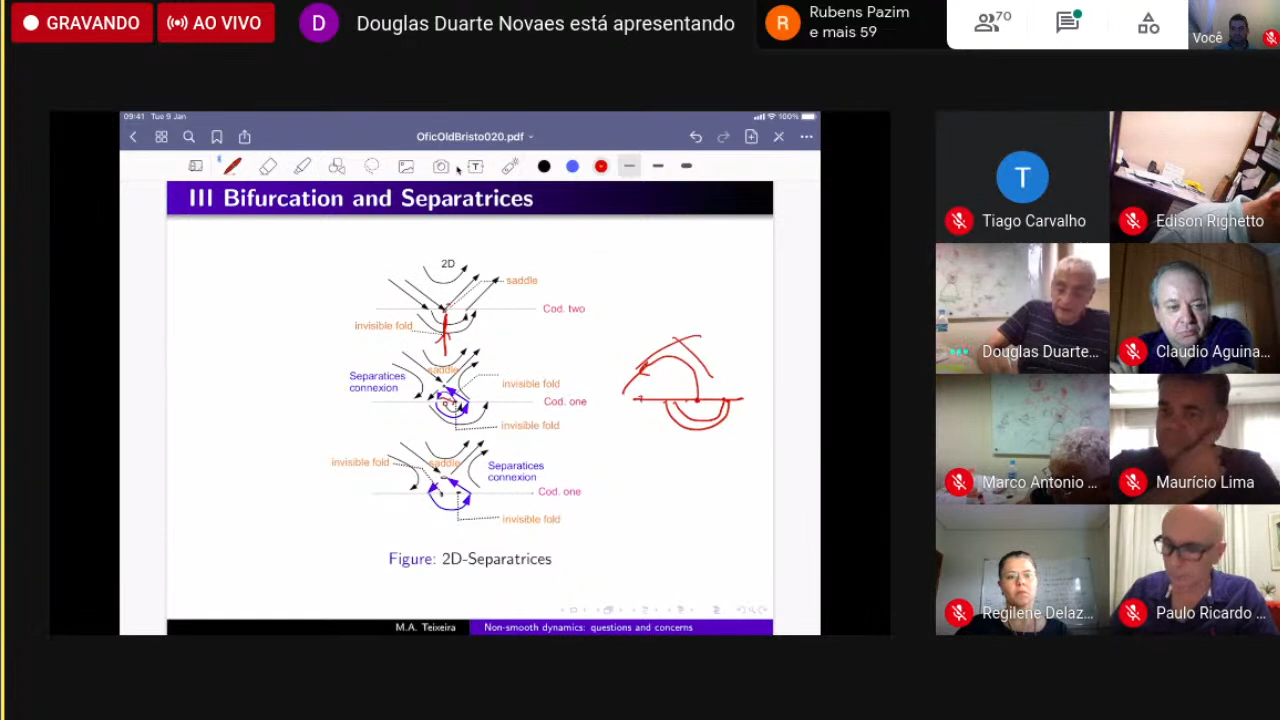 GRAVANDO
AO VIVO
D
Douglas Duarte Novaes está apresentando
R
Rubens Pazim
e mais 59
70
Você
09:41 Tue 9 Jan
100%
OficOldBristo020.pdf
T
III Bifurcation and Separatrices
2D
saddle
Cod. two
invisible fold
saddle
Separatices
connexion
invisible fold
Cod. one
invisible fold
invisible fold
saddle
Separatices
connexion
Cod. one
invisible fold
Figure: 2D-Separatrices
M.A. Teixeira
Non-smooth dynamics: questions and concerns
T
Tiago Carvalho
Edison Righetto
Douglas Duarte...
Claudio Aguina...
Marco Antonio ...
Maurício Lima
Regilene Delaz...
Paulo Ricardo ...